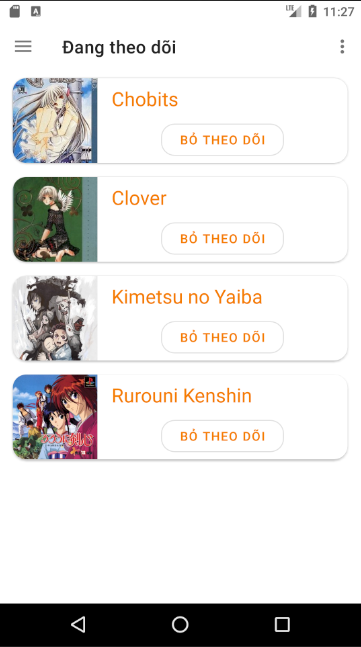 LTE 11:27
Đang theo dõi
Chobits
BỎ THEO DÕI
Clover
BỎ THEO DÕI
Kimetsu no Yaiba
BỎ THEO DÕI
Rurouni Kenshin
BỎ THEO DÕI